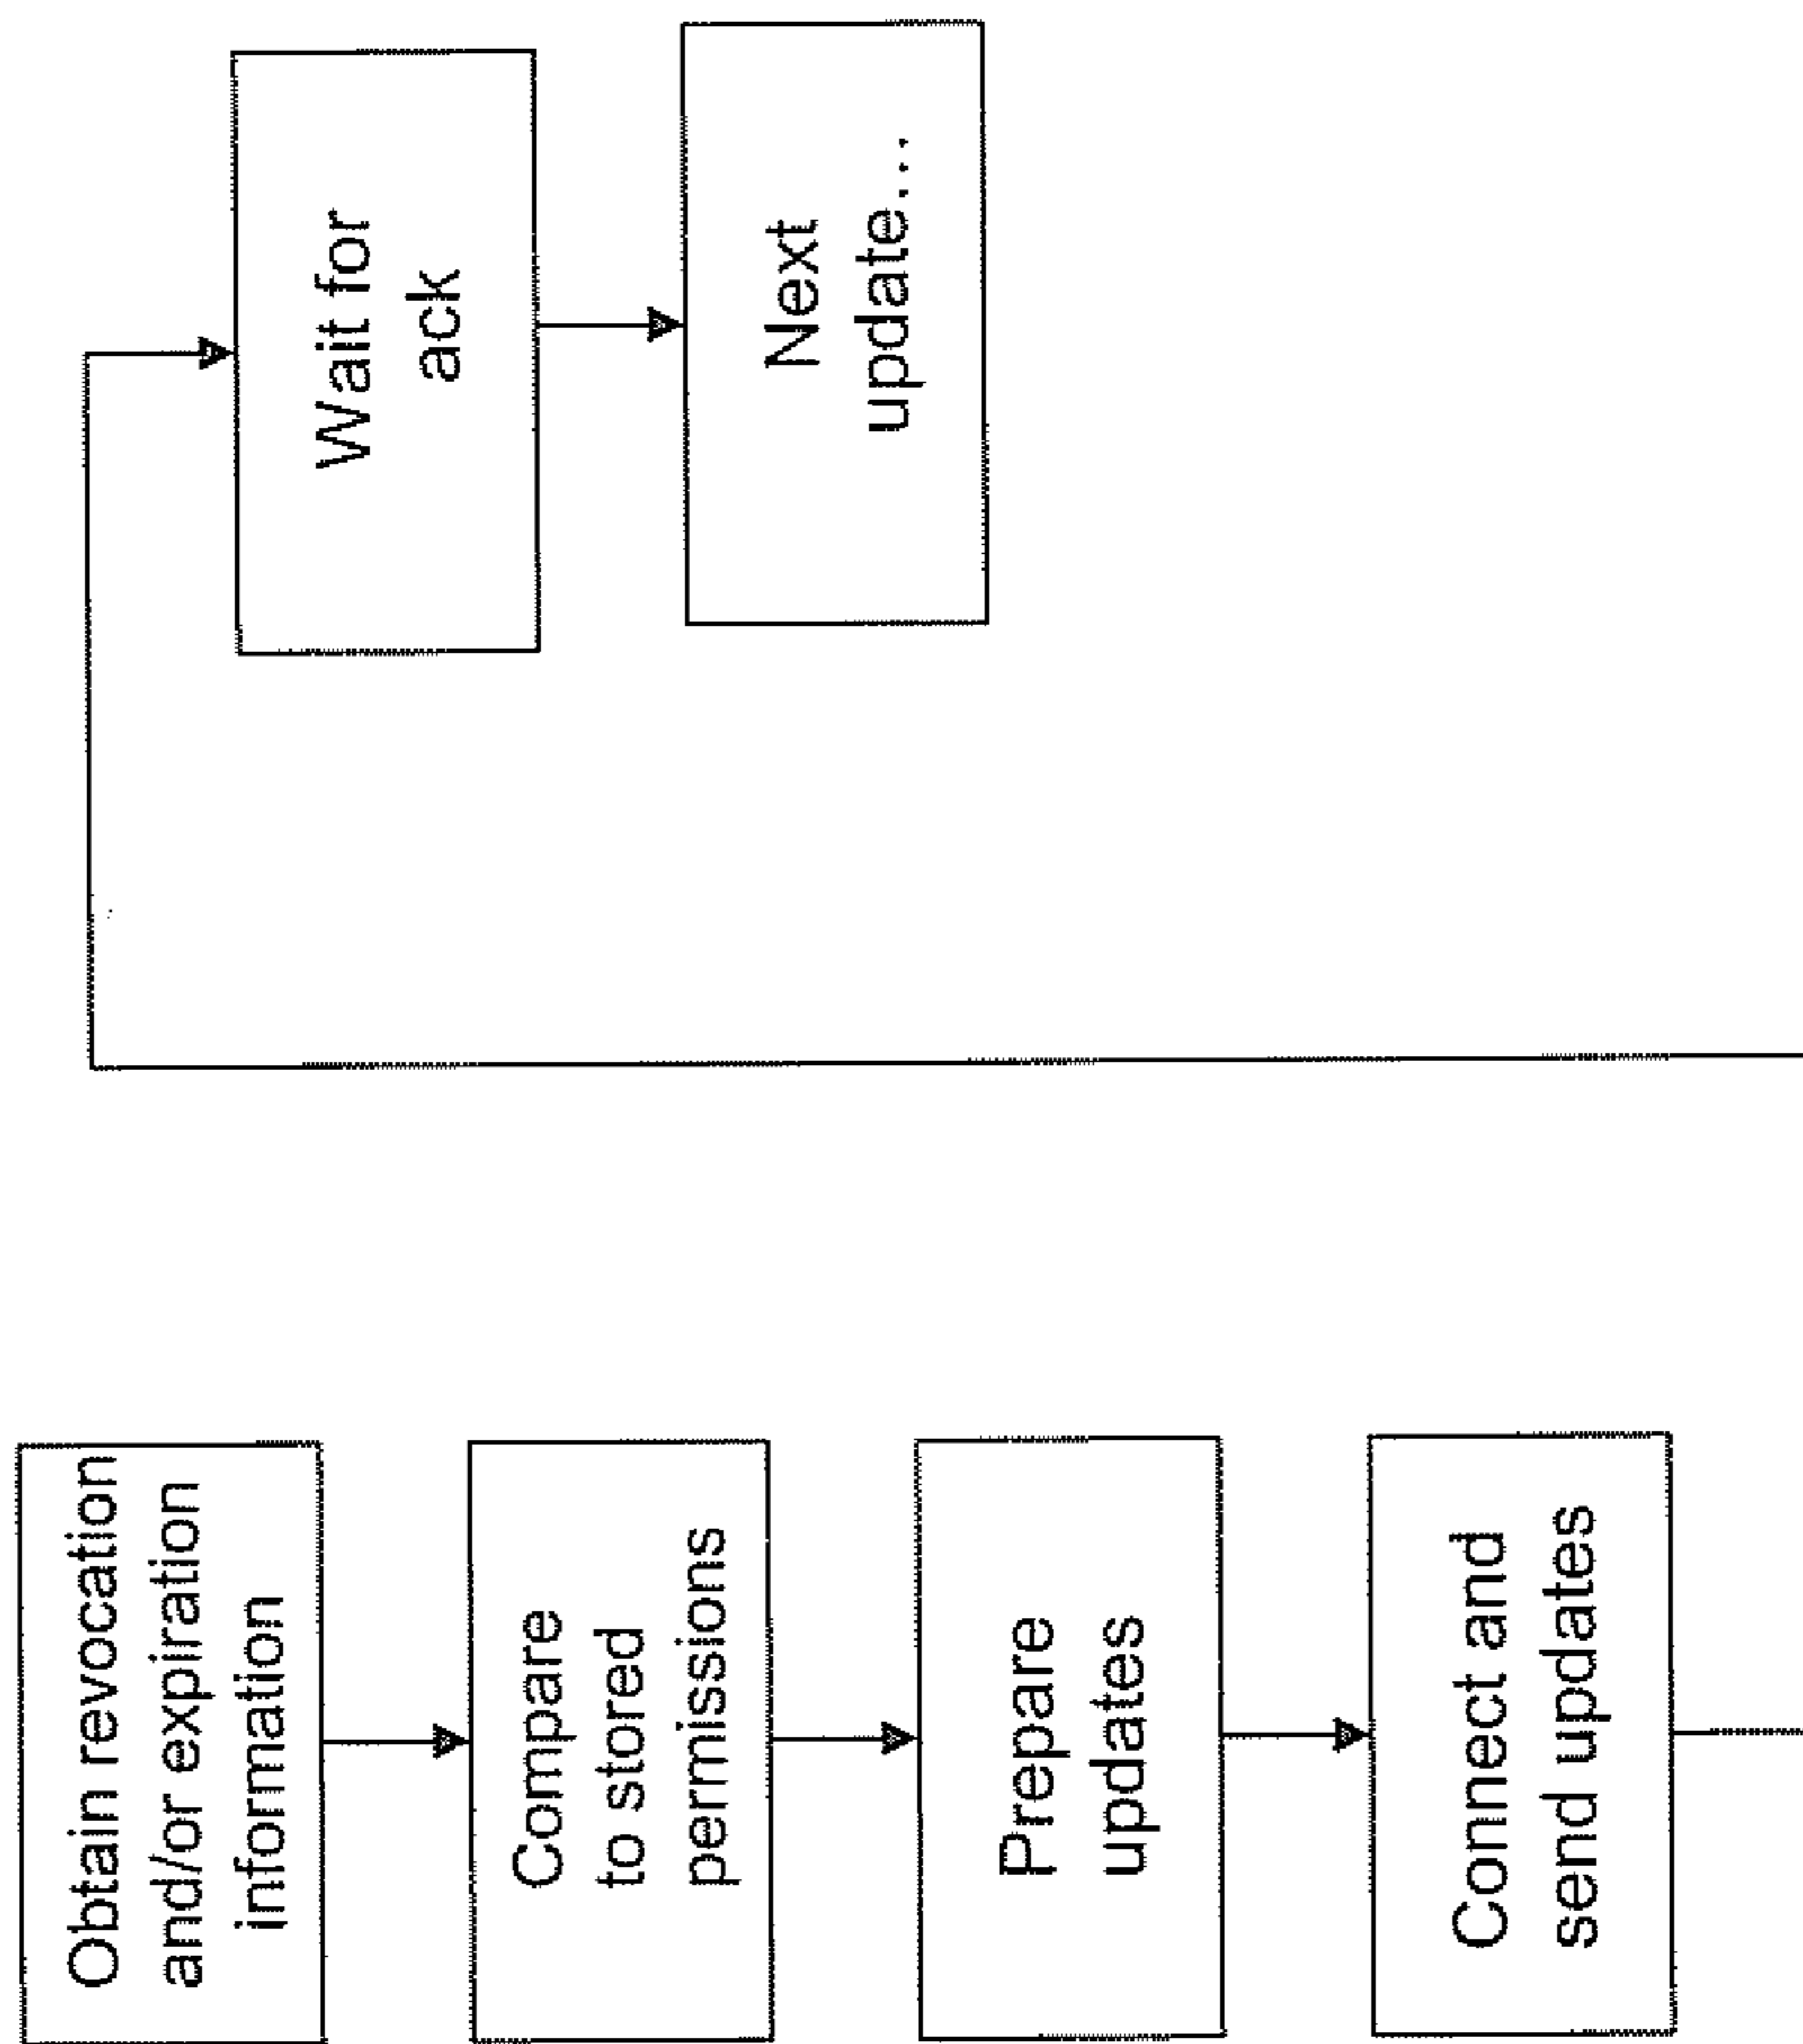 Obtain revocation
and/or expiration
information
Compare
to stored
permissions
Prepare
updates
Connect and
send updates
Wait for
ack
Next
update...